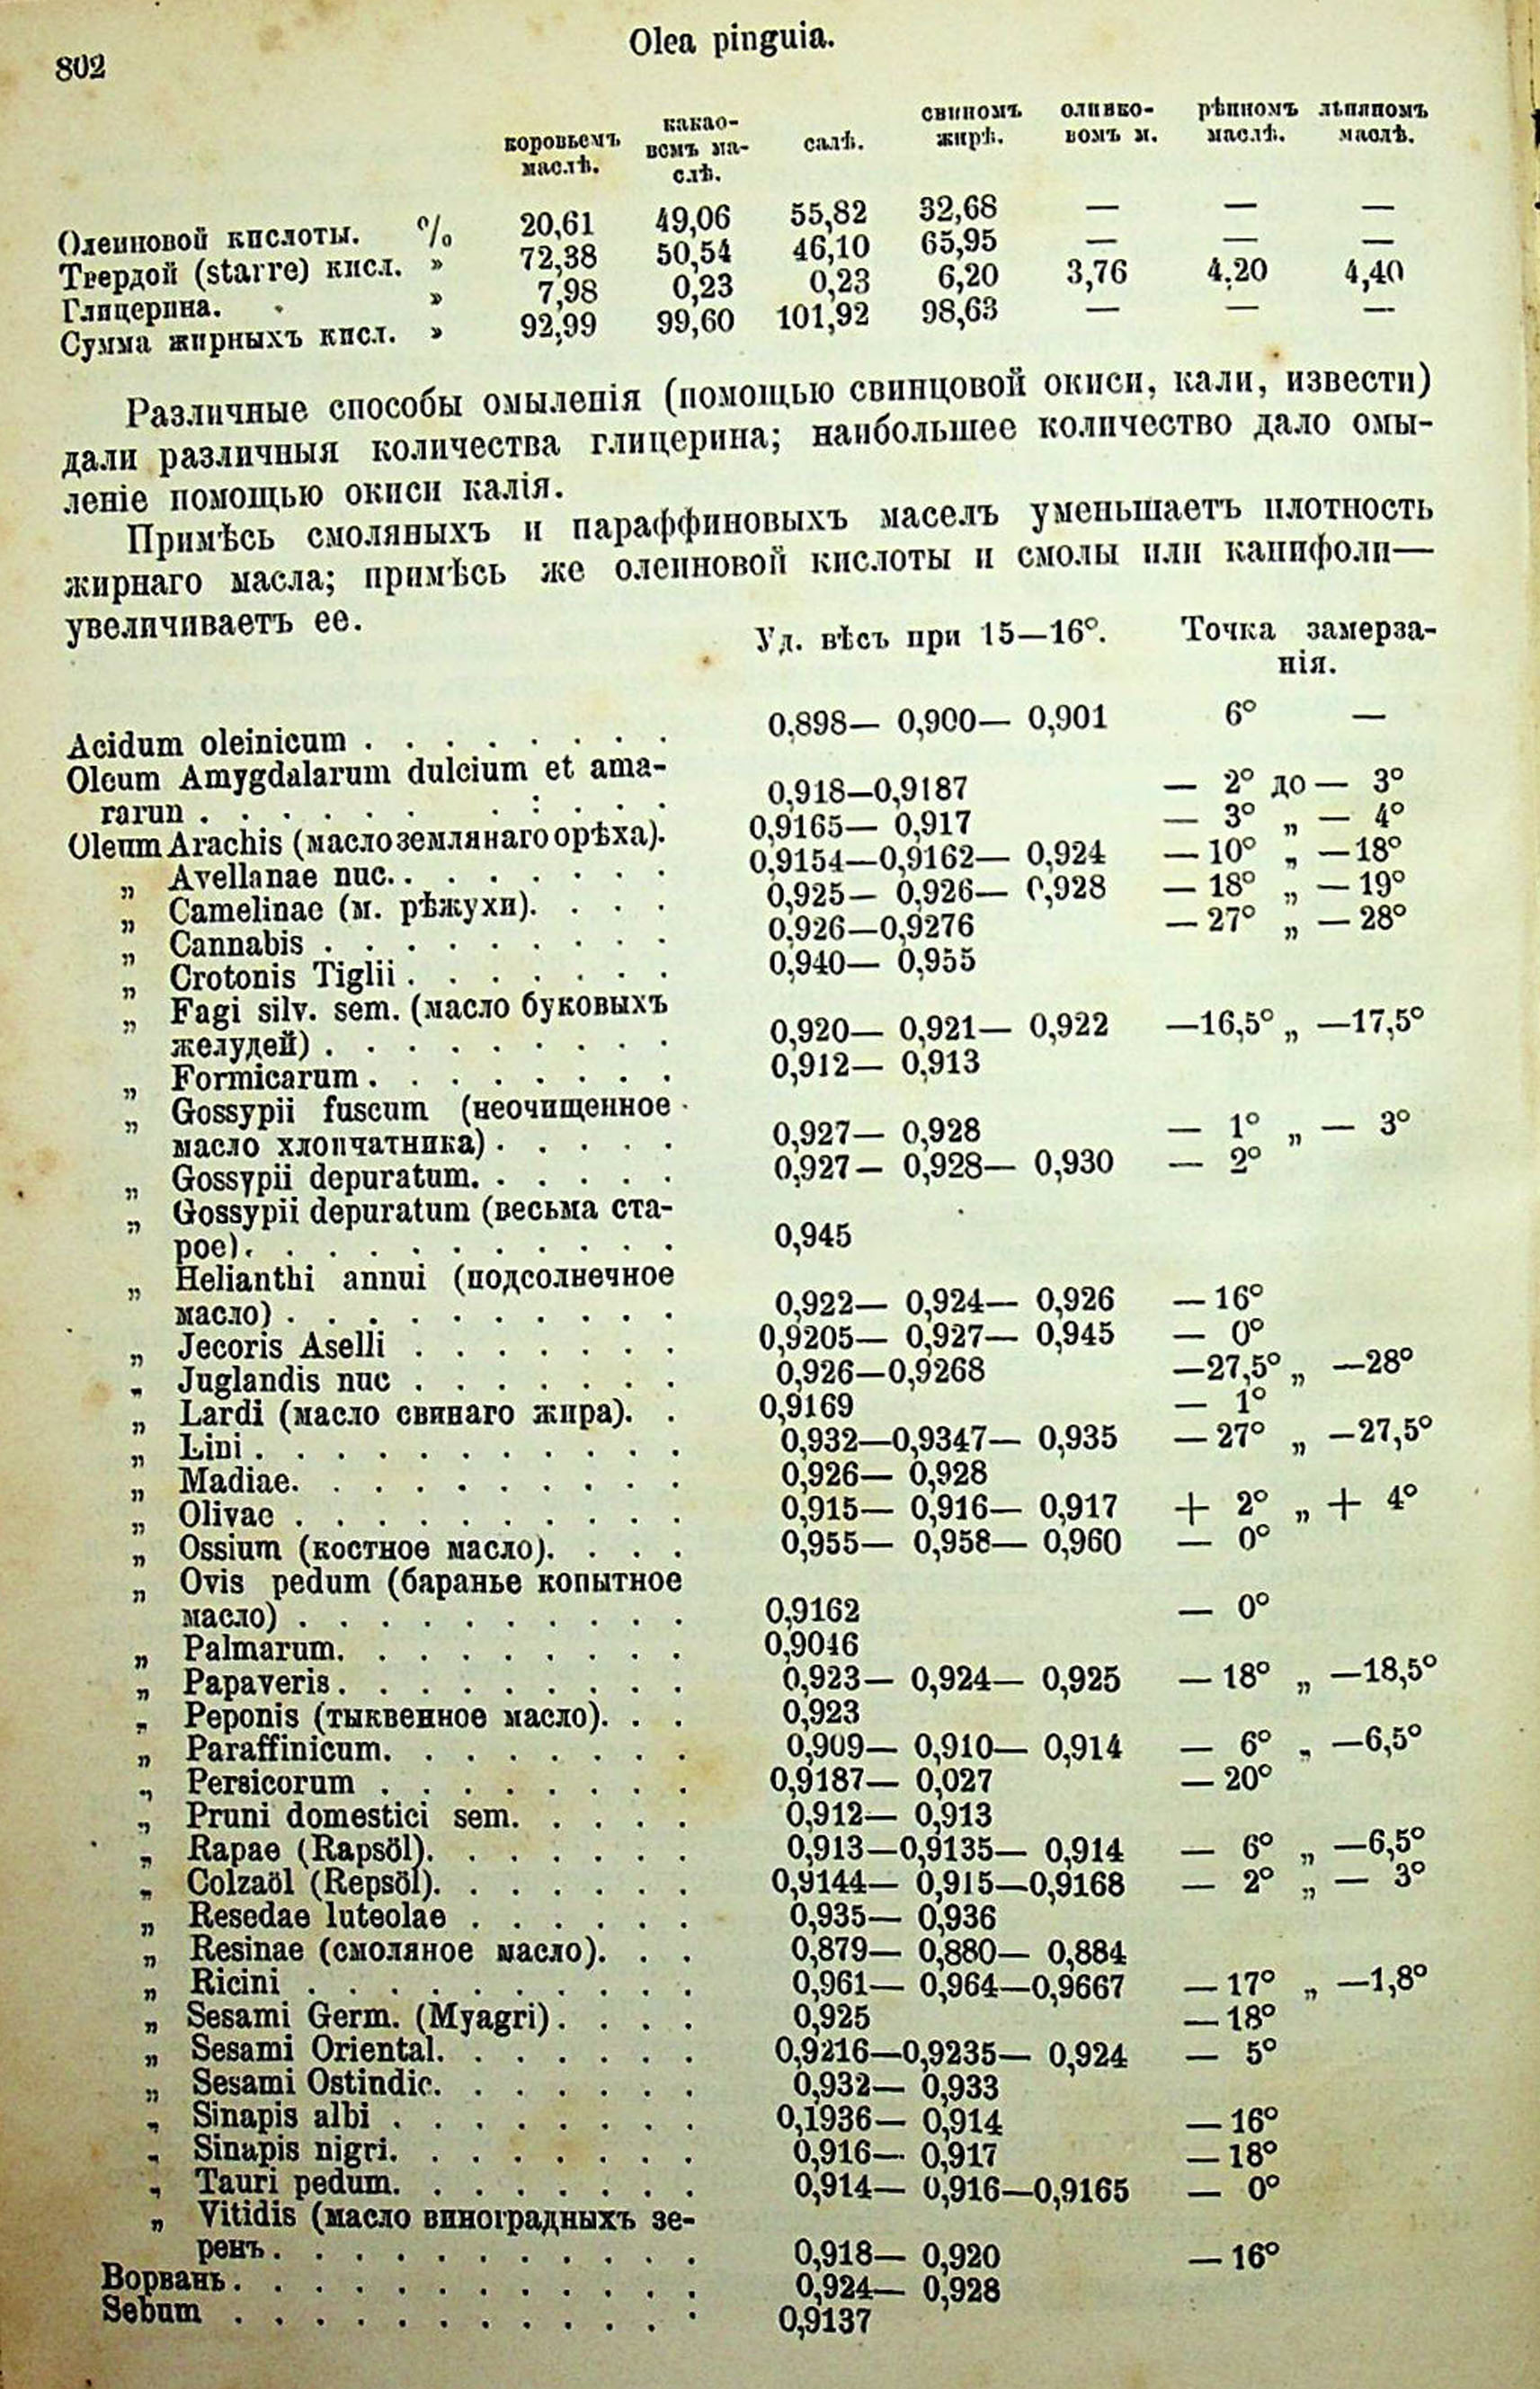 802
Olea pinguia.
коровьемъ маслѣ. какао-вомъ ма-слѣ. салѣ. свиномъ жирѣ. оливко-вомъ м. рѣпномъ маслѣ. льняномъ маслѣ.
Олеиновой кислоты. % 20,61 49,06 55,82 32,68 — — —
Твердой (starre) кисл. » 72,38 50,54 46,10 65,95 — — —
Глицерина. » 7,98 0,23 0,23 6,20 3,76 4,20 4,40
Сумма жирныхъ кисл. » 92,99 99,60 101,92 98,63 — — —
Различные способы омыленія (помощью свинцовой окиси, кали, извести)
дали различныя количества глицерина; наибольшее количество дало омы-
леніе помощью окиси калія.
Примѣсь смоляныхъ и параффиновыхъ маселъ уменьшаетъ плотность
жирнаго масла; примѣсь же олеиновой кислоты и смолы или канифоли—
увеличиваетъ ее.
Уд. вѣсъ при 15—16°. Точка замерза-
нія.
Acidum oleinicum . . . . . . . . 0,898— 0,900— 0,901 6° —
Oleum Amygdalarum dulcium et ama-
rarun . . . . . . . . . . 0,918—0,9187 — 2° до — 3°
Oleum Arachis (масло землянаго орѣха). 0,9165— 0,917 — 3° „ — 4°
„ Avellanae nuc. . . . . . . . 0,9154—0,9162— 0,924 —10° „ —18°
„ Camelinae (м. рѣжухи). . . . 0,925— 0,926— 0,928 —18° „ —19°
„ Cannabis . . . . . . . . . 0,926—0,9276 —27° „ —28°
„ Crotonis Tiglii . . . . . . . 0,940— 0,955
„ Fagi silv. sem. (масло буковыхъ
желудей) . . . . . . . . . 0,920— 0,921— 0,922 —16,5° „ —17,5°
„ Formicarum . . . . . . . . 0,912— 0,913
„ Gossypii fuscum (неочищенное
масло хлопчатника) . . . . . 0,927— 0,928 — 1° „ — 3°
„ Gossypii depuratum. . . . . . 0,927— 0,928— 0,930 — 2°
„ Gossypii depuratum (весьма ста-
рое). . . . . . . . . . . 0,945
„ Helianthi annui (подсолнечное
масло) . . . . . . . . . . 0,922— 0,924— 0,926 —16°
„ Jecoris Aselli . . . . . . . 0,9205— 0,927— 0,945 — 0°
„ Juglandis nuc . . . . . . . 0,926—0,9268 —27,5° „ —28°
„ Lardi (масло свинаго жира). . 0,9169 — 1°
„ Lini . . . . . . . . . . . 0,932—0,9347— 0,935 —27° „ —27,5°
„ Madiae. . . . . . . . . . 0,926— 0,928
„ Olivae . . . . . . . . . . 0,915— 0,916— 0,917 + 2° „ + 4°
„ Ossium (костное масло). . . . 0,955— 0,958— 0,960 — 0°
„ Ovis pedum (баранье копытное
масло) . . . . . . . . . . 0,9162 — 0°
„ Palmarum. . . . . . . . . 0,9046
„ Papaveris . . . . . . . . . 0,923— 0,924— 0,925 —18° „ —18,5°
„ Peponis (тыквенное масло). . . 0,923
„ Paraffinicum. . . . . . . . 0,909— 0,910— 0,914 — 6° „ —6,5°
„ Persicorum . . . . . . . . 0,9187— 0,027 —20°
„ Pruni domestici sem. . . . . 0,912— 0,913
„ Rapae (Rapsöl). . . . . . . 0,913—0,9135— 0,914 — 6° „ —6,5°
„ Colzaöl (Repsöl). . . . . . . 0,9144— 0,915—0,9168 — 2° „ — 3°
„ Resedae luteolae . . . . . . 0,935— 0,936
„ Resinae (смоляное масло). . . 0,879— 0,880— 0,884
„ Ricini . . . . . . . . . . 0,961— 0,964—0,9667 —17° „ —1,8°
„ Sesami Germ. (Myagri). . . . 0,925 —18°
„ Sesami Oriental. . . . . . . 0,9216—0,9235— 0,924 — 5°
„ Sesami Ostindic. . . . . . . 0,932— 0,933
„ Sinapis albi . . . . . . . . 0,1936— 0,914 —16°
„ Sinapis nigri. . . . . . . . 0,916— 0,917 —18°
„ Tauri pedum. . . . . . . . 0,914— 0,916—0,9165 — 0°
„ Vitidis (масло виноградныхъ зе-
ренъ . . . . . . . . . . . 0,918— 0,920 —16°
Ворвань. . . . . . . . . . . . 0,924— 0,928
Sebum . . . . . . . . . . . . 0,9137